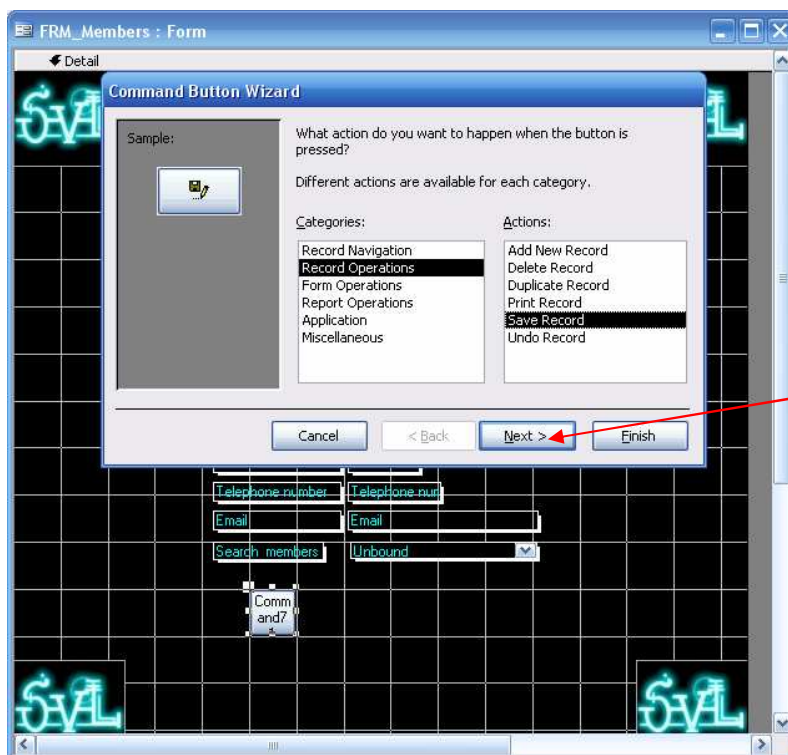 FRM_Members : Form
Detail
Command Button Wizard
Sample:
What action do you want to happen when the button is
pressed?
Different actions are available for each category.
Categories:
Actions:
Record Navigation
Record Operations
Form Operations
Report Operations
Application
Miscellaneous
Add New Record
Delete Record
Duplicate Record
Print Record
Save Record
Undo Record
Cancel
< Back
Next >
Finish
Telephone number
Telephone num
Email
Email
Search members
Unbound
Comm
and7